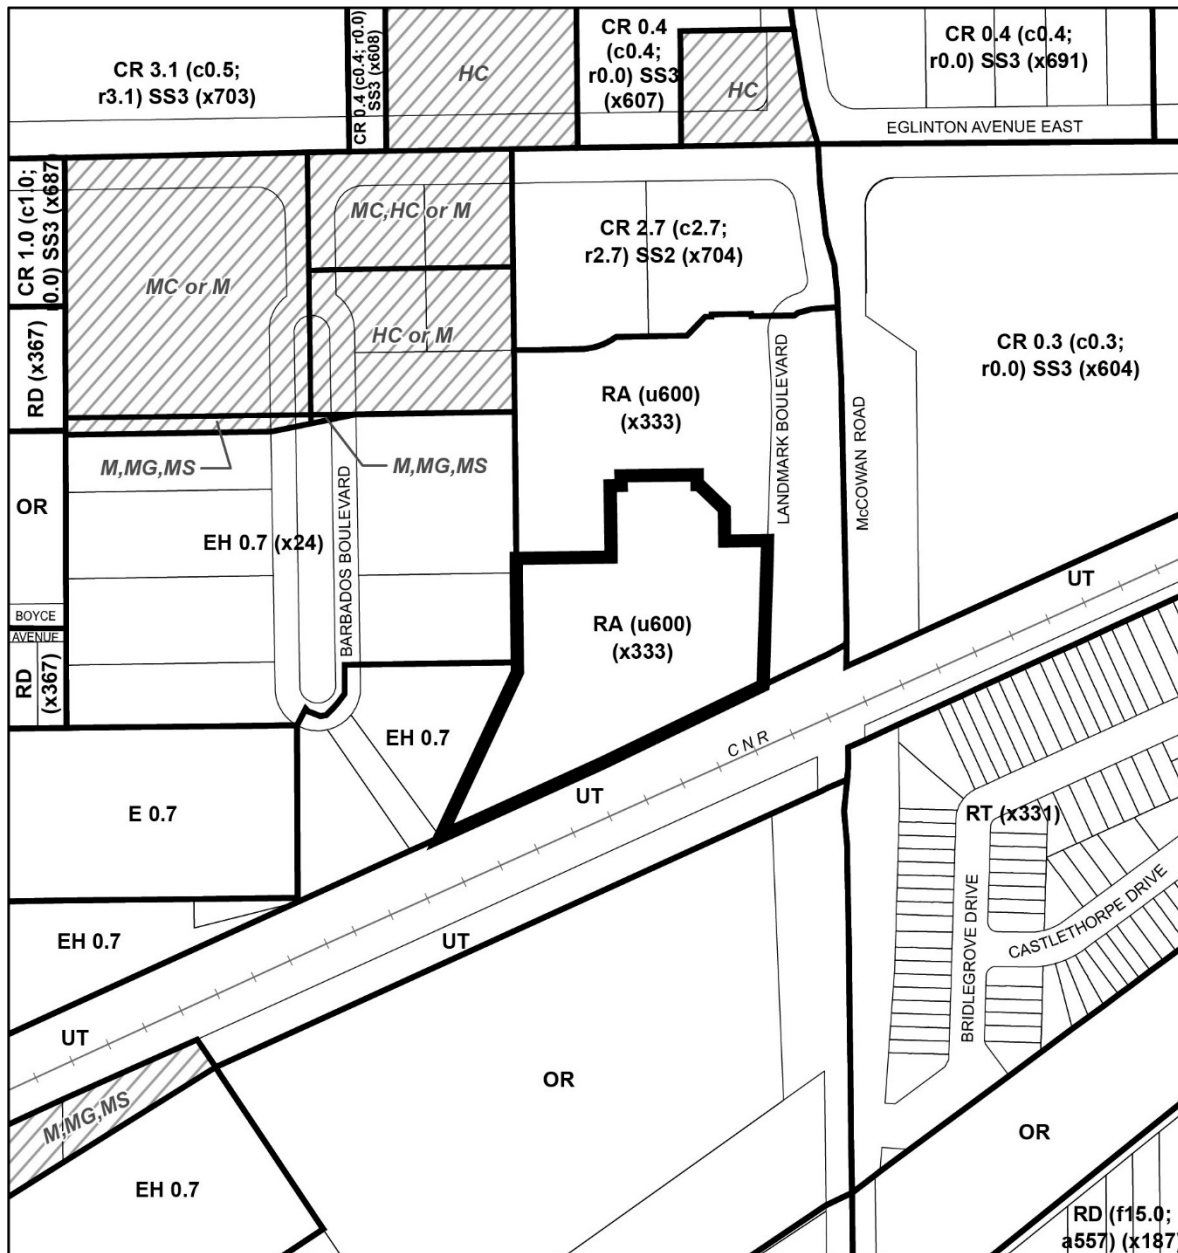 CR 3.1 (c0.5;
r3.1) SS3 (x703)
CR 0.4 (c0.4; r0.0)
SS3 (x608)
HC
CR 0.4
(c0.4;
r0.0) SS3
(x607)
HC
CR 0.4 (c0.4;
r0.0) SS3 (x691)
EGLINTON AVENUE EAST
CR 1.0 (c1.0;
r0.0) SS3 (x687)
MC or M
MC,HC or M
HC or M
CR 2.7 (c2.7;
r2.7) SS2 (x704)
CR 0.3 (c0.3;
r0.0) SS3 (x604)
RD (x367)
RA (u600)
(x333)
LANDMARK BOULEVARD
McCOWAN ROAD
M,MG,MS
M,MG,MS
OR
EH 0.7 (x24)
BARBADOS BOULEVARD
UT
BOYCE
AVENUE
RD
(x367)
RA (u600)
(x333)
EH 0.7
CNR
UT
E 0.7
RT (x331)
BRIDLEGROVE DRIVE
CASTLETHORPE DRIVE
EH 0.7
UT
UT
M,MG,MS
OR
OR
EH 0.7
RD (f15.0;
a557) (x187)